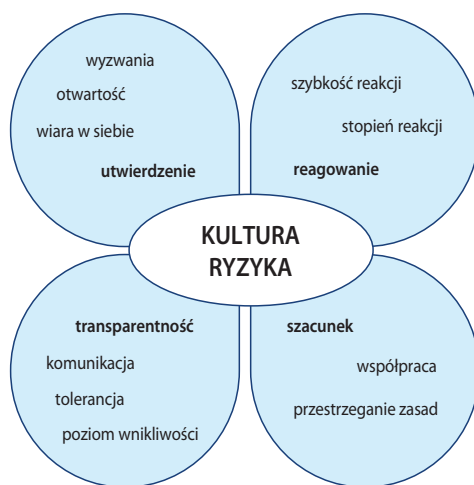 wyzwania
otwartość
wiara w siebie
utwierdzenie
szybkość reakcji
stopień reakcji
reagowanie
KULTURA
RYZYKA
transparentność
komunikacja
tolerancja
poziom wnikliwości
szacunek
współpraca
przestrzeganie zasad